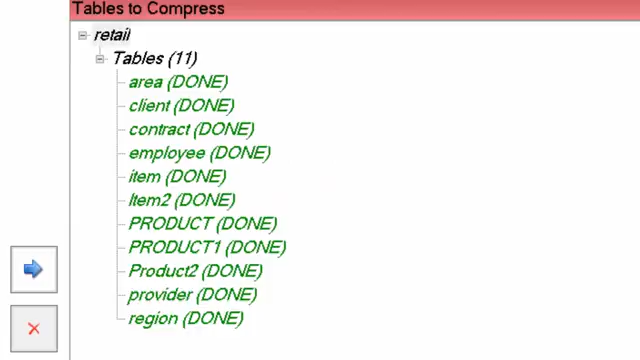 Tables to Compress
retail
Tables (11)
area (DONE)
client (DONE)
contract (DONE)
employee (DONE)
item (DONE)
Item2 (DONE)
PRODUCT (DONE)
PRODUCT1 (DONE)
Product2 (DONE)
provider (DONE)
region (DONE)